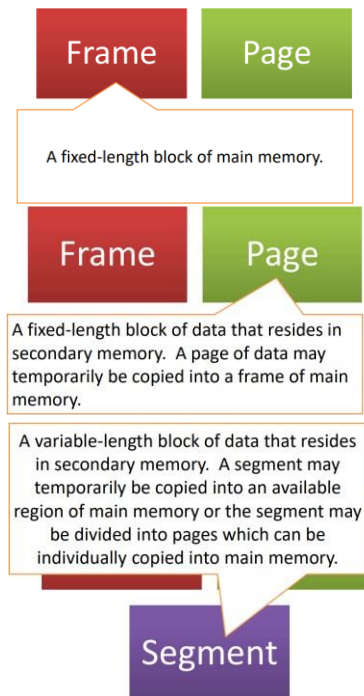 Frame Page
A fixed-length block of main memory.
Frame Page
A fixed-length block of data that resides in
secondary memory. A page of data may
temporarily be copied into a frame of main
memory.
A variable-length block of data that resides
in secondary memory. A segment may
temporarily be copied into an available
region of main memory or the segment may
be divided into pages which can be
individually copied into main memory.
Segment